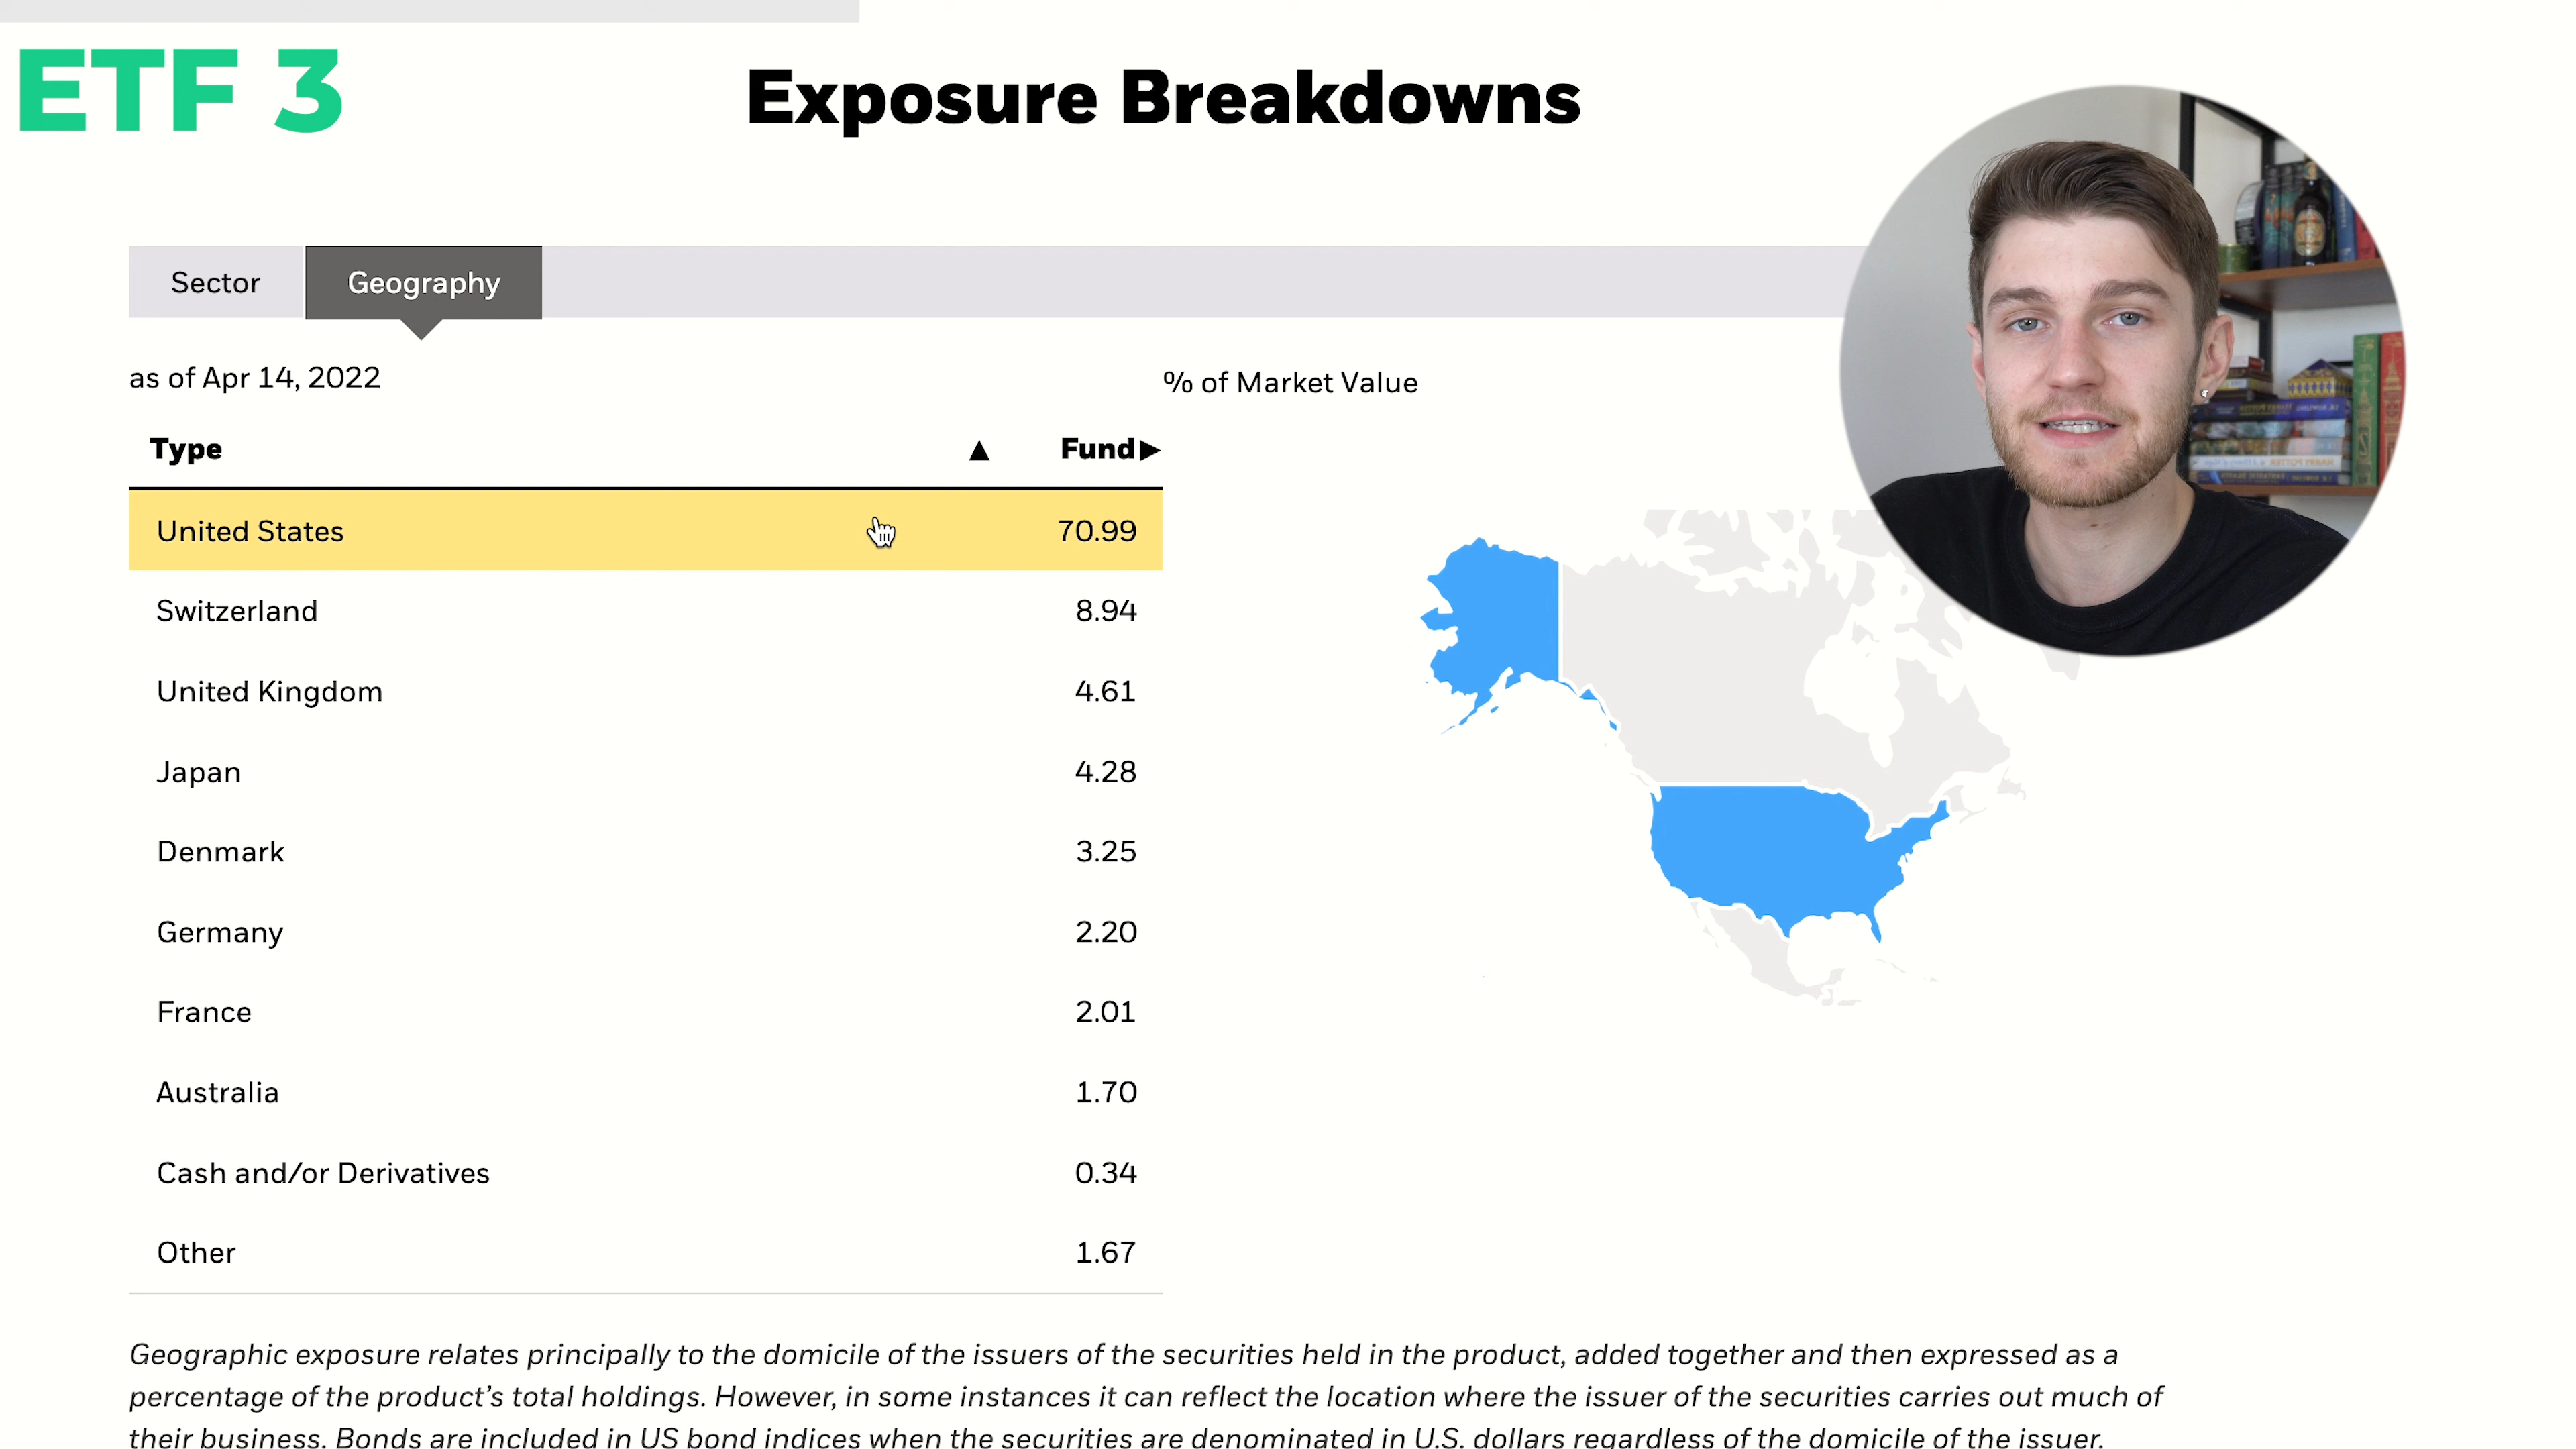 ETF 3
Exposure Breakdowns
Sector Geography
as of Apr 14, 2022
% of Market Value
Type ▲ Fund▶
United States 70.99
Switzerland 8.94
United Kingdom 4.61
Japan 4.28
Denmark 3.25
Germany 2.20
France 2.01
Australia 1.70
Cash and/or Derivatives 0.34
Other 1.67
Geographic exposure relates principally to the domicile of the issuers of the securities held in the product, added together and then expressed as a
percentage of the product’s total holdings. However, in some instances it can reflect the location where the issuer of the securities carries out much of
their business. Bonds are included in US bond indices when the securities are denominated in U.S. dollars regardless of the domicile of the issuer.